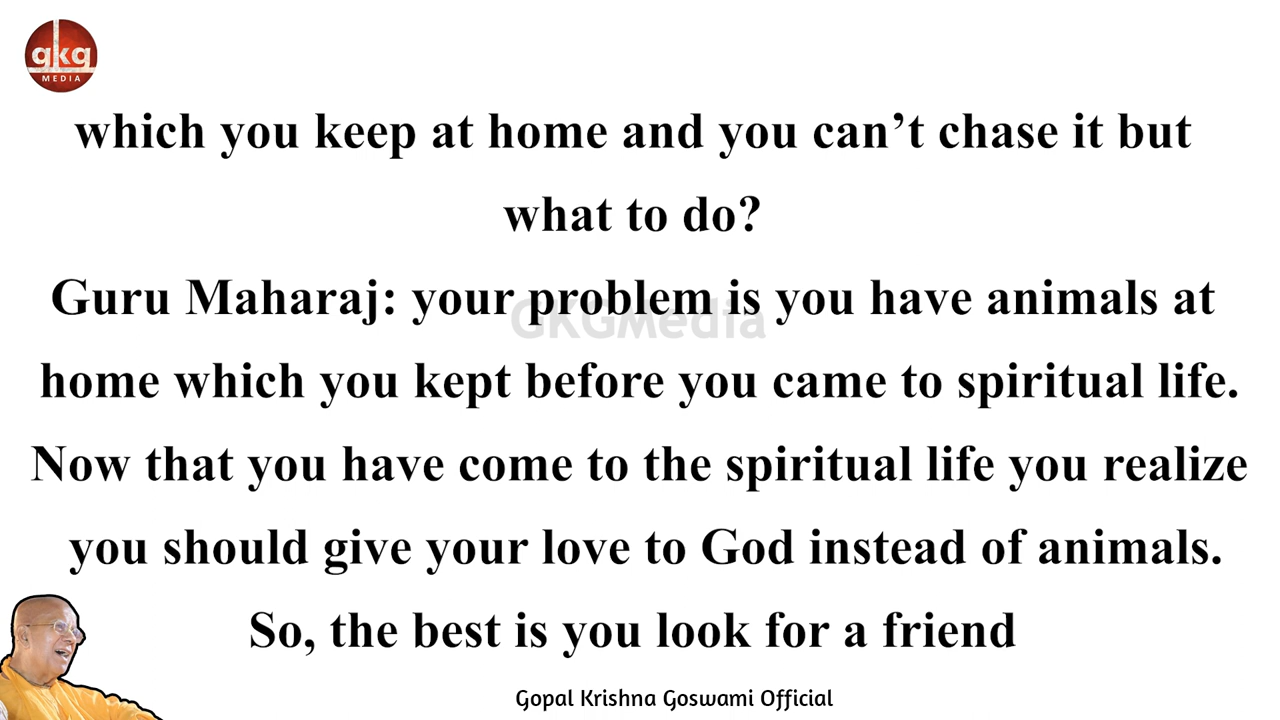 gkg
MEDIA
which you keep at home and you can’t chase it but
what to do?
GKGMedia
Guru Maharaj: your problem is you have animals at
home which you kept before you came to spiritual life.
Now that you have come to the spiritual life you realize
you should give your love to God instead of animals.
So, the best is you look for a friend
Gopal Krishna Goswami Official